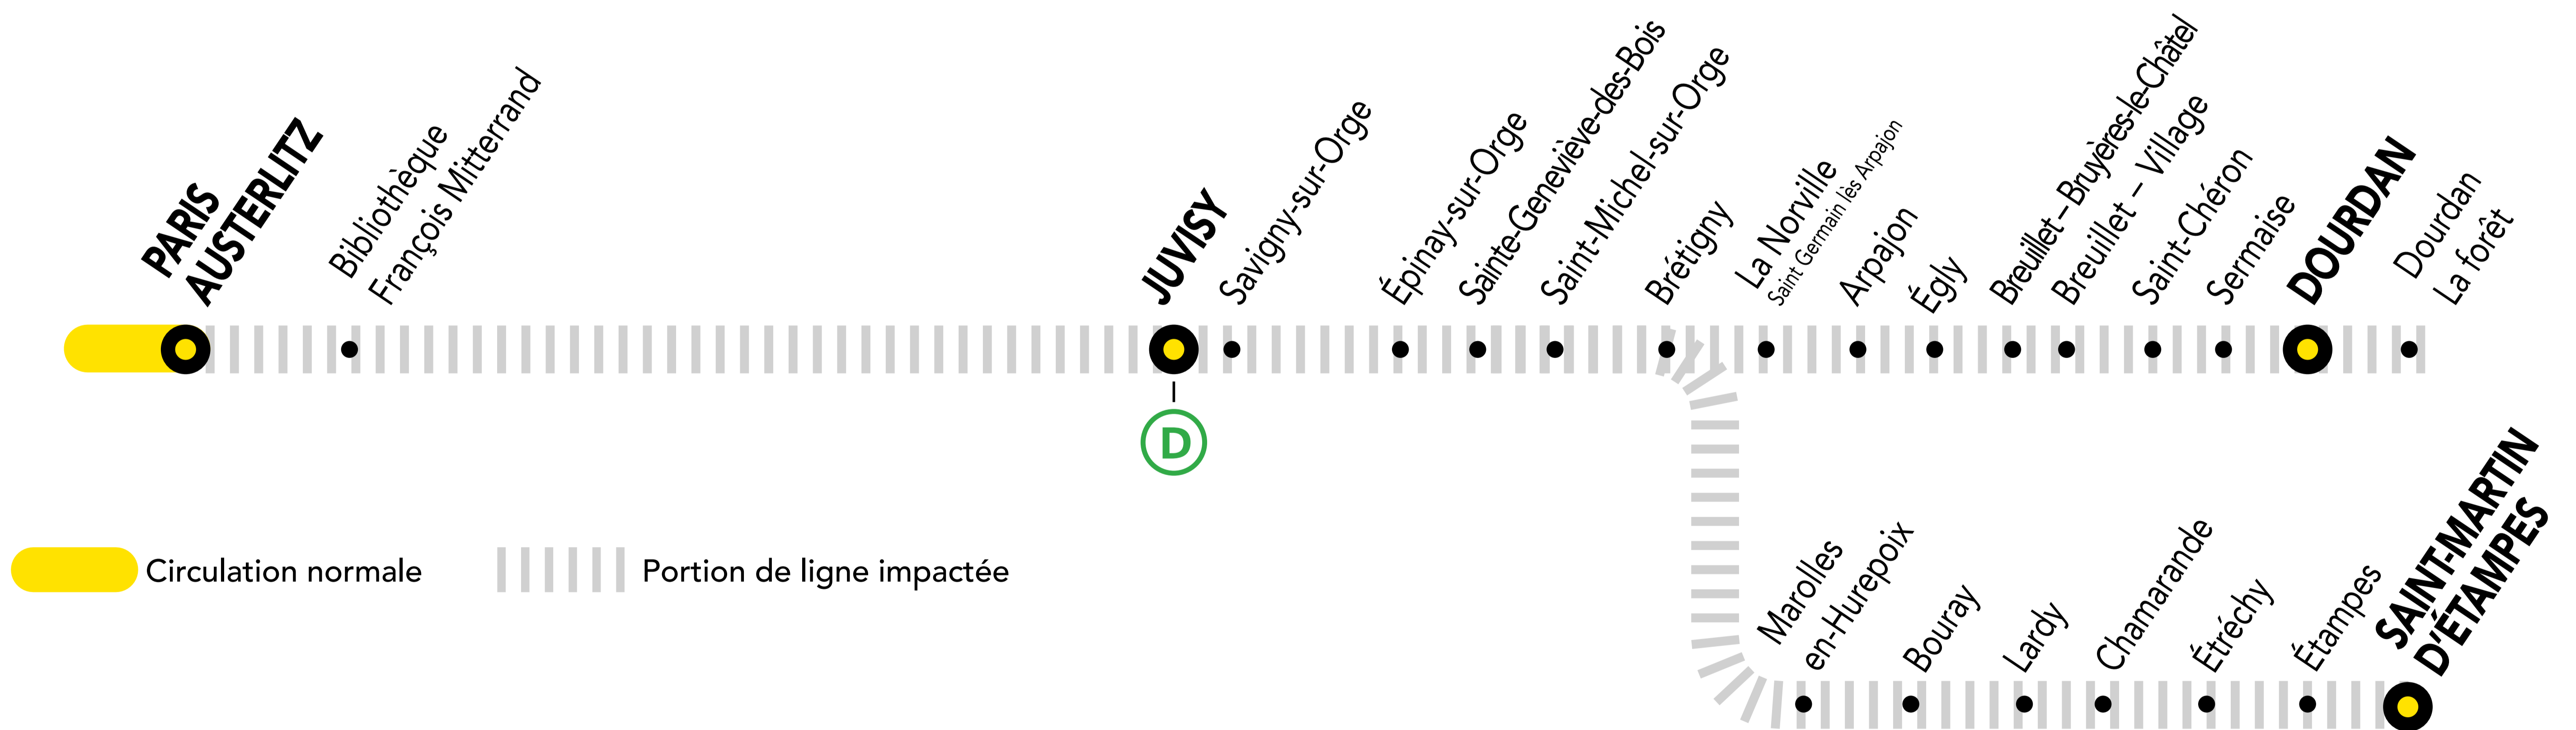 PARIS
AUSTERLITZ
Bibliothèque
François Mitterrand
JUVISY
Savigny-sur-Orge
Épinay-sur-Orge
Sainte-Geneviève-des-Bois
Saint-Michel-sur-Orge
Brétigny
La Norville
Saint Germain lès Arpajon
Arpajon
Égly
Breuillet – Bruyères-le-Châtel
Breuillet – Village
Saint-Chéron
Sermaise
DOURDAN
Dourdan
La forêt
D
Circulation normale
Portion de ligne impactée
Marolles
en-Hurepoix
Bouray
Lardy
Chamarande
Étréchy
Étampes
SAINT-MARTIN
D'ÉTAMPES